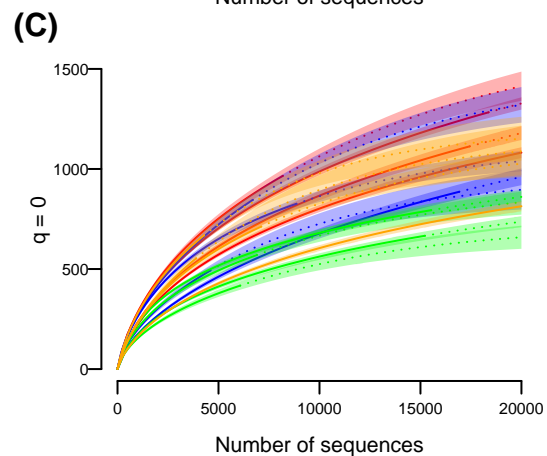 Number of sequences
(C)
1500
1000
500
0
q = 0
0 5000 10000 15000 20000
Number of sequences